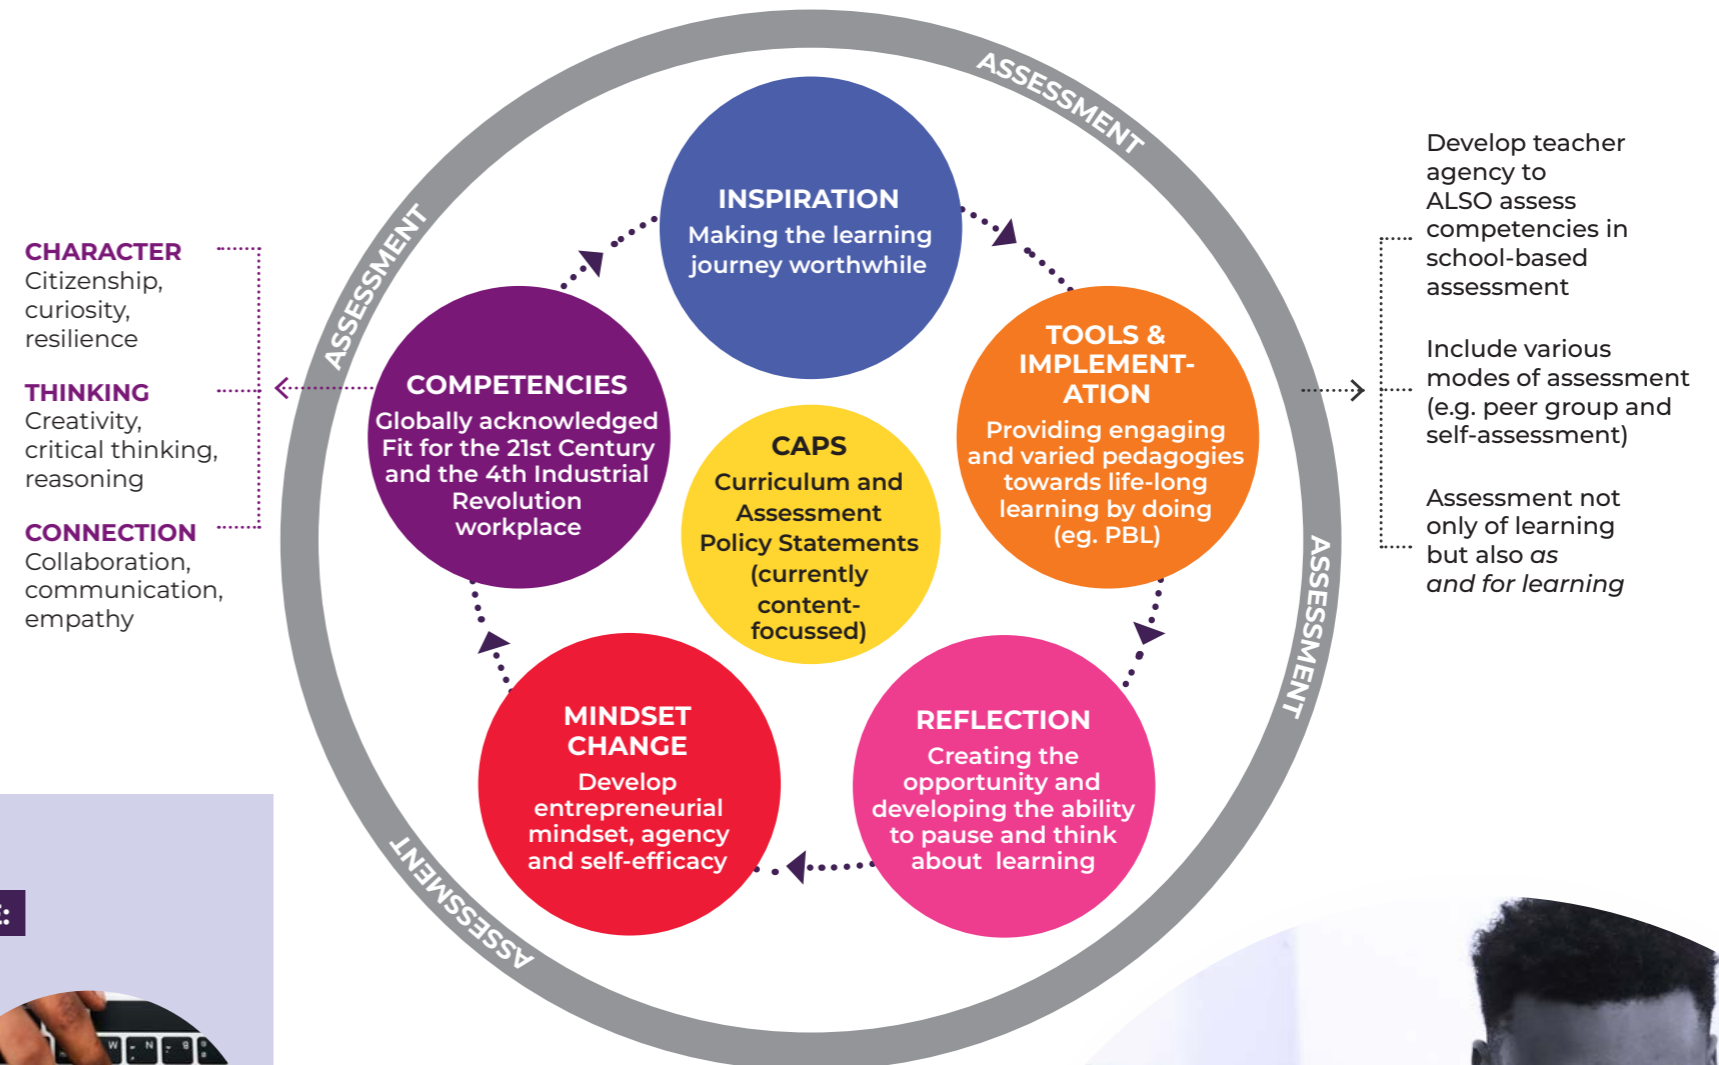 ASSESSMENT
ASSESSMENT
ASSESSMENT
ASSESSMENT
INSPIRATION
Making the learning
journey worthwhile
TOOLS &
IMPLEMENT-
ATION
Providing engaging
and varied pedagogies
towards life-long
learning by doing
(eg. PBL)
REFLECTION
Creating the
opportunity and
developing the ability
to pause and think
about learning
MINDSET
CHANGE
Develop
entrepreneurial
mindset, agency
and self-efficacy
COMPETENCIES
Globally acknowledged
Fit for the 21st Century
and the 4th Industrial
Revolution
workplace
CAPS
Curriculum and
Assessment
Policy Statements
(currently
content-
focussed)
CHARACTER
Citizenship,
curiosity,
resilience
THINKING
Creativity,
critical thinking,
reasoning
CONNECTION
Collaboration,
communication,
empathy
Develop teacher
agency to
ALSO assess
competencies in
school-based
assessment
Include various
modes of assessment
(e.g. peer group and
self-assessment)
Assessment not
only of learning
but also as
and for learning